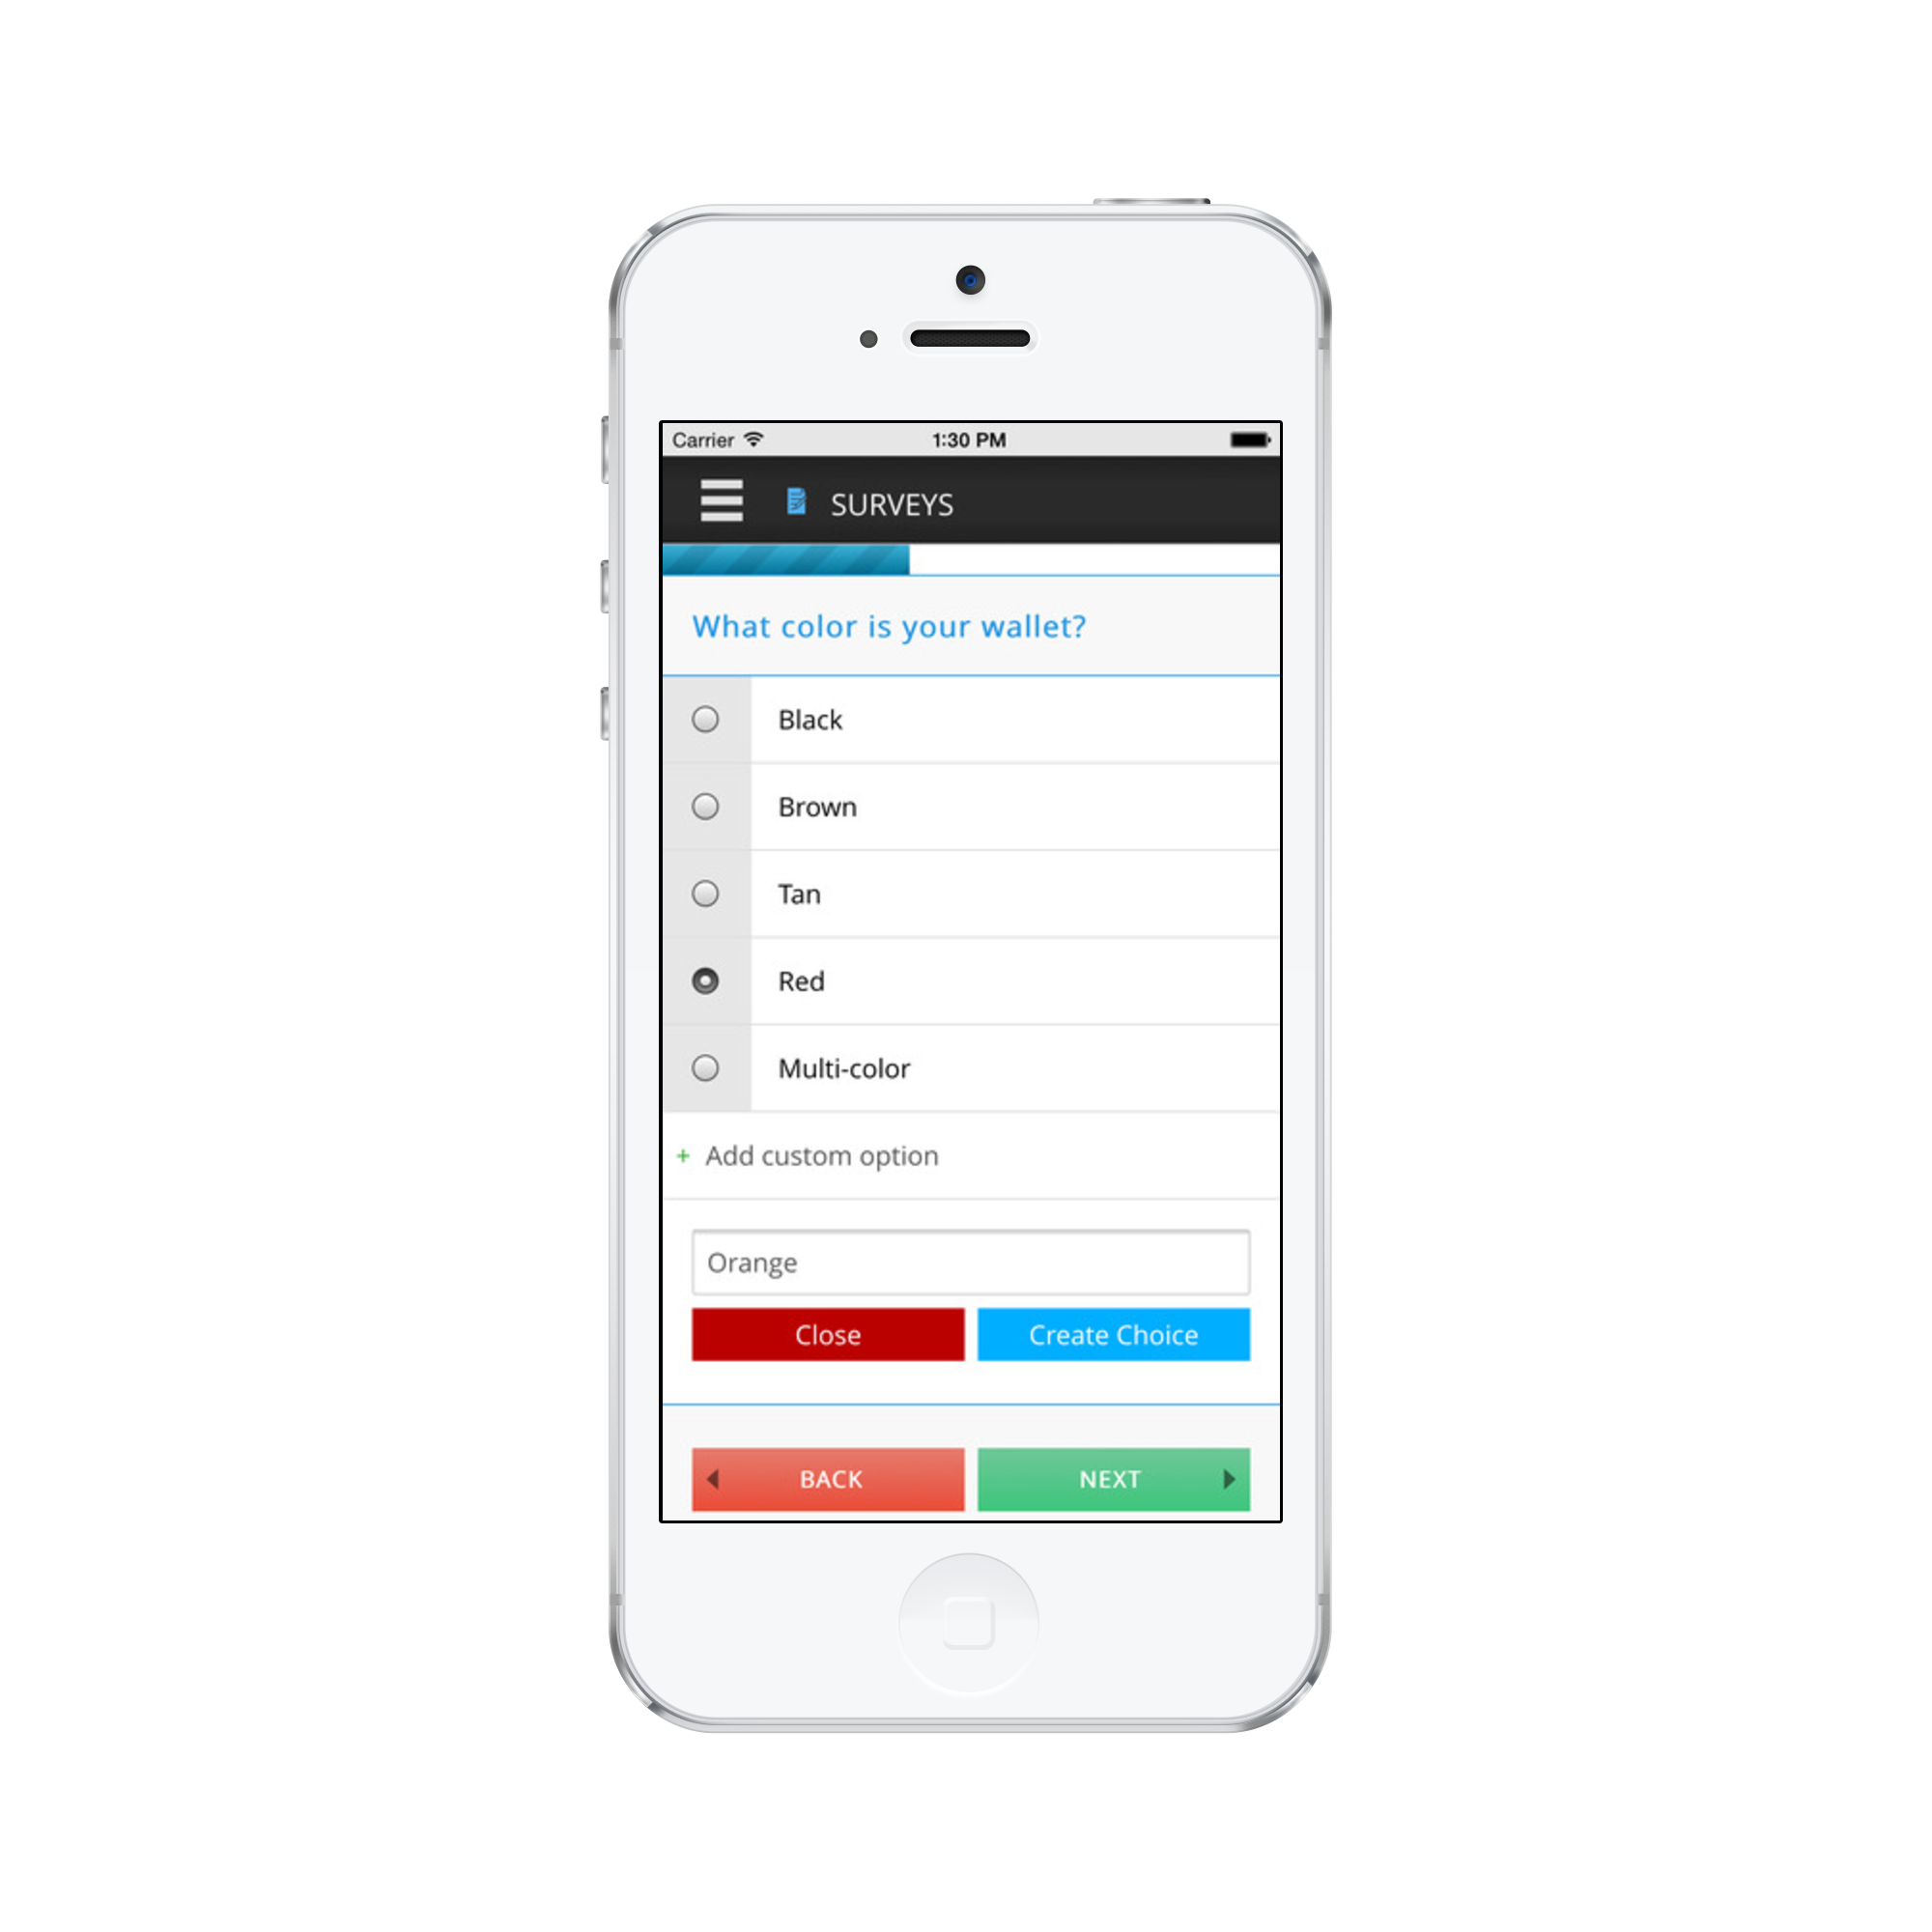 Carrier 1:30 PM
SURVEYS
What color is your wallet?
Black
Brown
Tan
Red
Multi-color
+ Add custom option
Orange
Close Create Choice
BACK NEXT